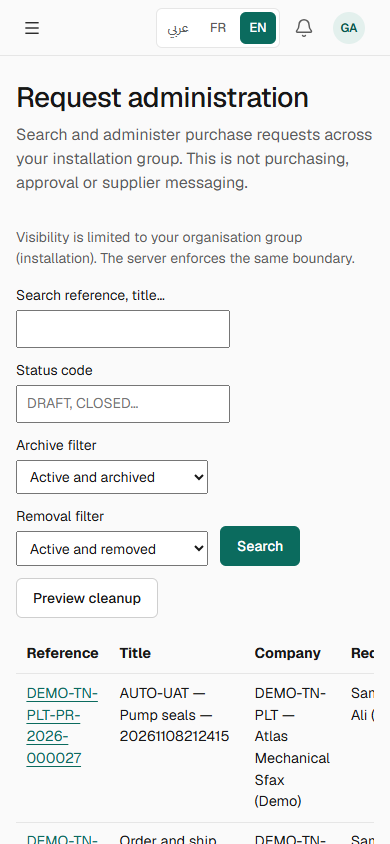 عربي FR EN GA
Request administration
Search and administer purchase requests across
your installation group. This is not purchasing,
approval or supplier messaging.
Visibility is limited to your organisation group
(installation). The server enforces the same boundary.
Search reference, title…
Status code
DRAFT, CLOSED…
Archive filter
Active and archived
Removal filter
Active and removed
Search
Preview cleanup
Reference Title Company
DEMO-TN- AUTO-UAT — DEMO-TN-
PLT-PR- Pump seals — PLT —
2026- 20261108212415 Atlas
000027 Mechanical
Sfax
(Demo)
Ali (
DEMO-TN- Order and ship DEMO-TN-